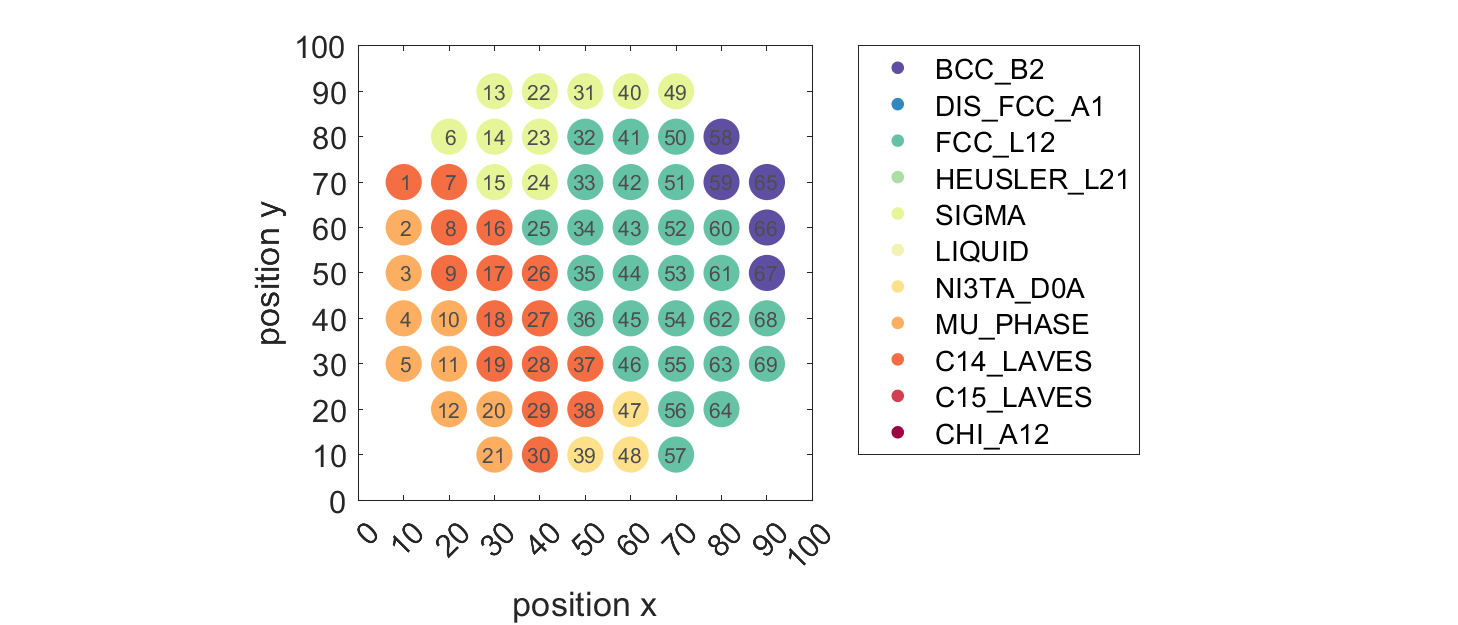 100
90 13 22 31 40 49
80 6 14 23 32 41 50 58
70 1 7 15 24 33 42 51 59 65
60 2 8 16 25 34 43 52 60 66
50 3 9 17 26 35 44 53 61 67
40 4 10 18 27 36 45 54 62 68
30 5 11 19 28 37 46 55 63 69
20 12 20 29 38 47 56 64
10 21 30 39 48 57
0
0 10 20 30 40 50 60 70 80 90 100
position x
position y
BCC_B2
DIS_FCC_A1
FCC_L12
HEUSLER_L21
SIGMA
LIQUID
NI3TA_D0A
MU_PHASE
C14_LAVES
C15_LAVES
CHI_A12